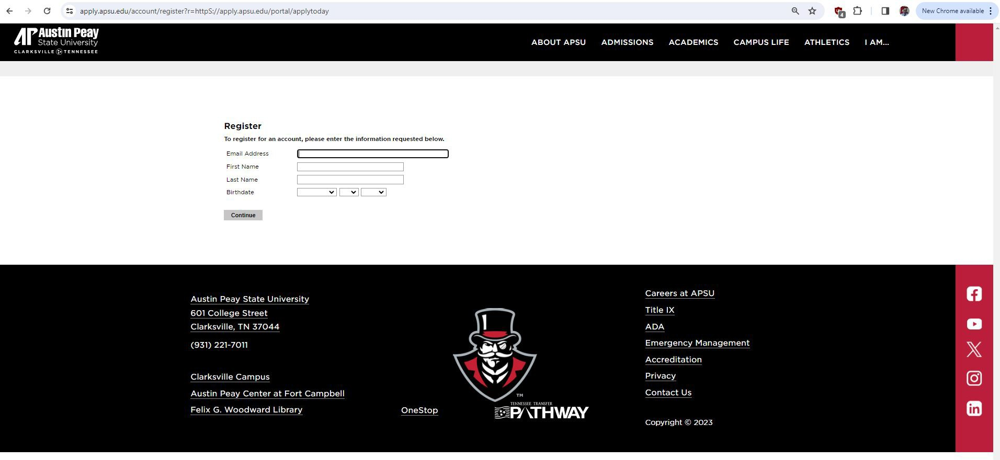 apply.apsu.edu/account/register?r=httpS://apply.apsu.edu/portal/applytoday
4
New Chrome available
AP Austin Peay
State University
CLARKSVILLE TENNESSEE
ABOUT APSU
ADMISSIONS
ACADEMICS
CAMPUS LIFE
ATHLETICS
I AM...
Register
To register for an account, please enter the information requested below.
Email Address
First Name
Last Name
Birthdate
Continue
Austin Peay State University
601 College Street
Clarksville, TN 37044
(931) 221-7011
Clarksville Campus
Austin Peay Center at Fort Campbell
Felix G. Woodward Library
OneStop
TM
TENNESSEE TRANSFER
PATHWAY
Careers at APSU
Title IX
ADA
Emergency Management
Accreditation
Privacy
Contact Us
Copyright © 2023